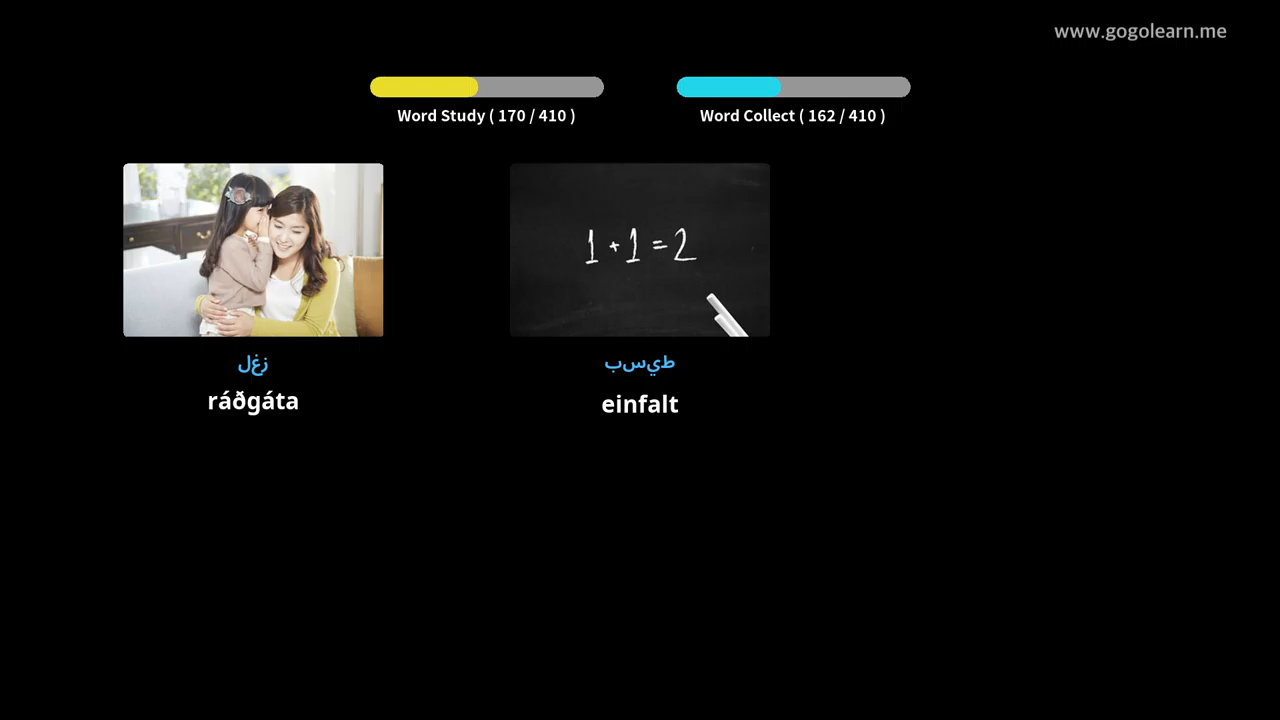 www.gogolearn.me
Word Study ( 170 / 410 )
Word Collect ( 162 / 410 )
1 + 1 = 2
زغل
ráðgáta
طيسب
einfalt